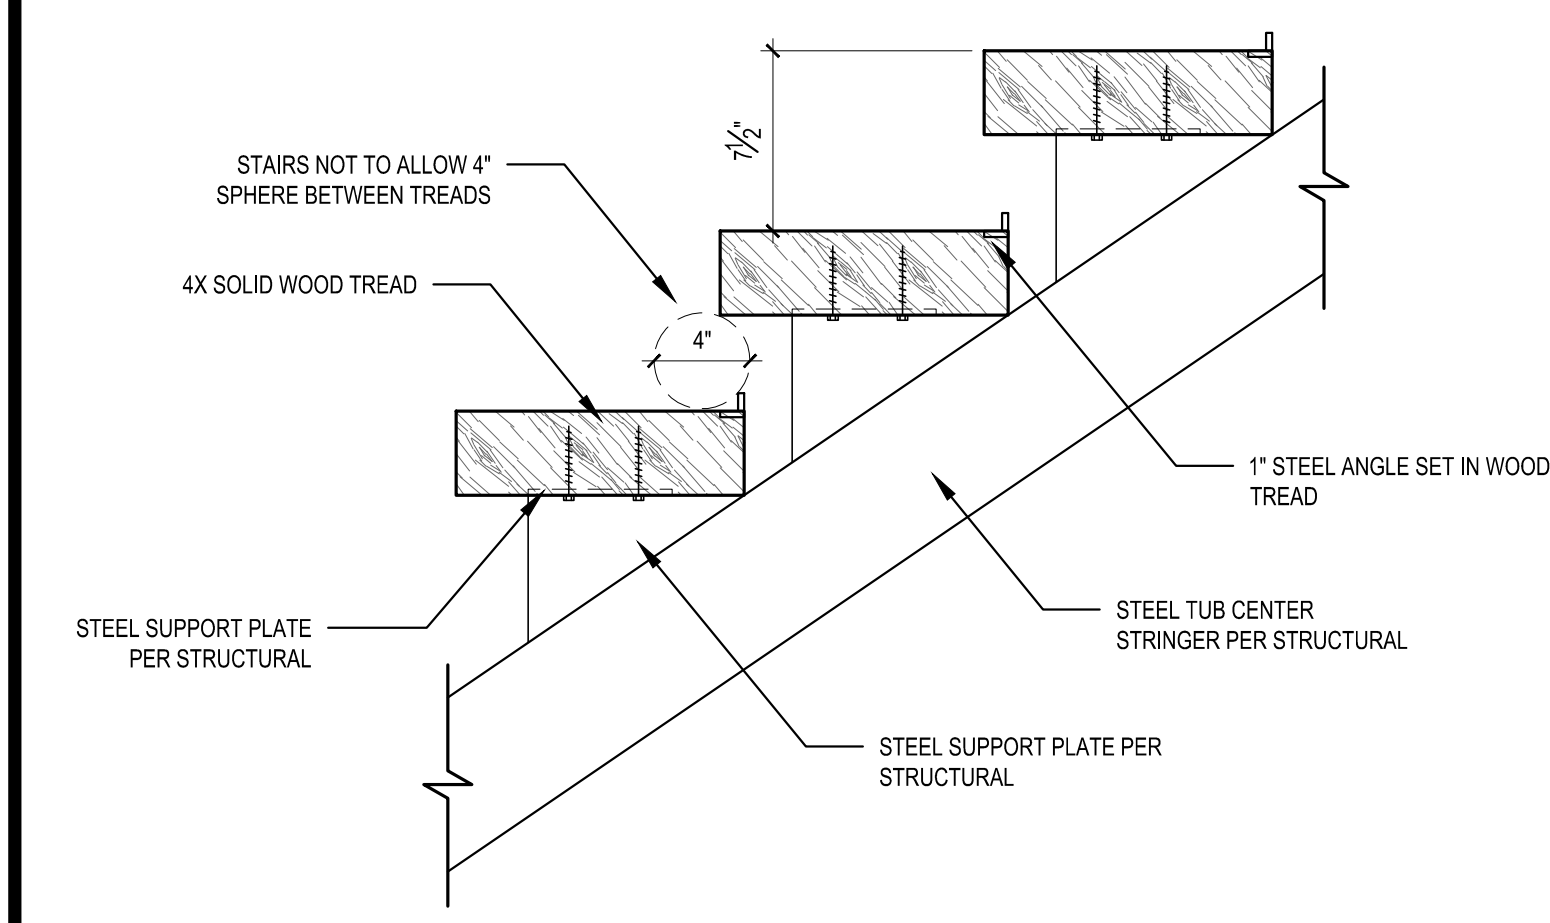 7½"
STAIRS NOT TO ALLOW 4"
SPHERE BETWEEN TREADS
4X SOLID WOOD TREAD
4"
1" STEEL ANGLE SET IN WOOD
TREAD
STEEL TUB CENTER
STRINGER PER STRUCTURAL
STEEL SUPPORT PLATE
PER STRUCTURAL
STEEL SUPPORT PLATE PER
STRUCTURAL